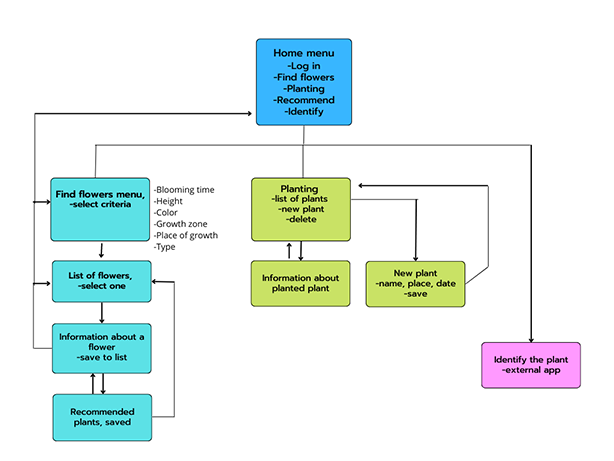 Home menu
-Log in
-Find flowers
-Planting
-Recommend
-Identify
Find flowers menu,
-select criteria
-Blooming time
-Height
-Color
-Growth zone
-Place of growth
-Type
Planting
-list of plants
-new plant
-delete
List of flowers,
-select one
Information about
planted plant
New plant
-name, place, date
-save
Information about a
flower
-save to list
Identify the plant
-external app
Recommended
plants, saved